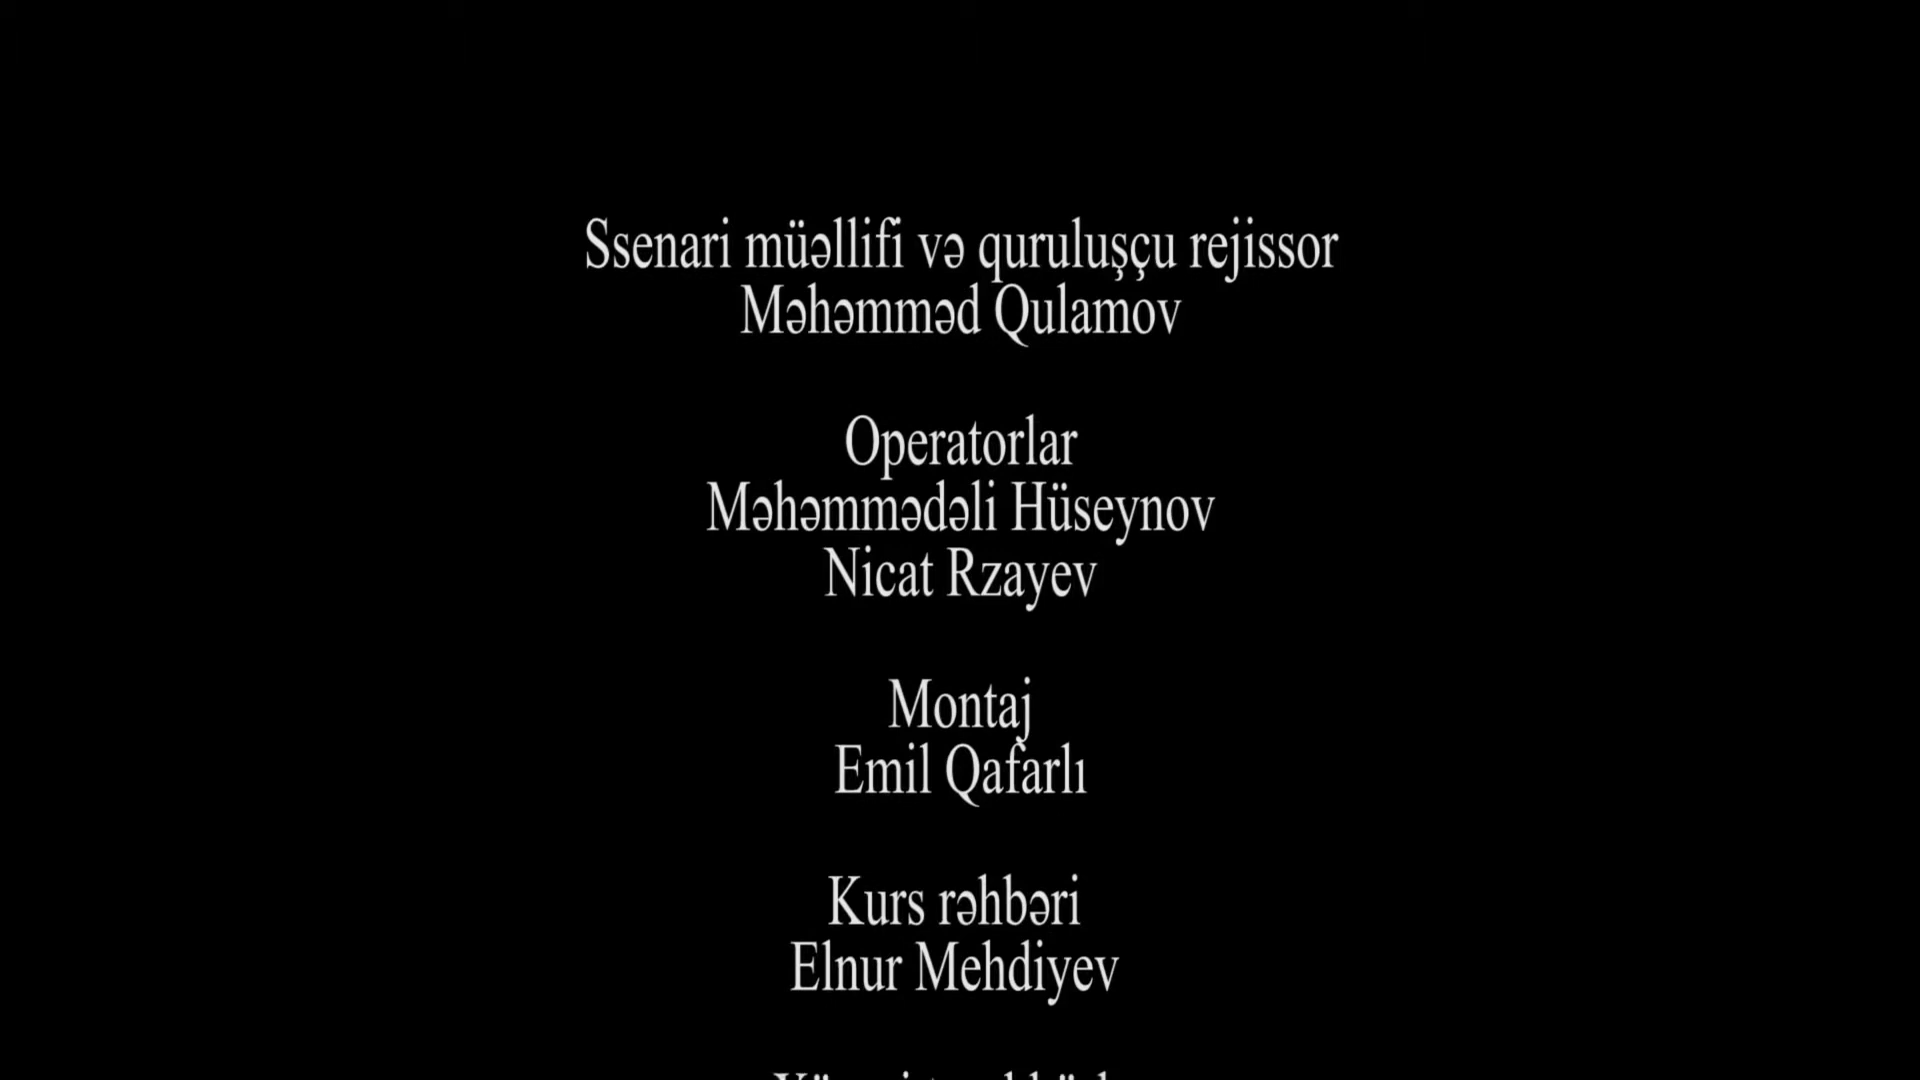 Ssenari müəllifi və quruluşçu rejissor
Məhəmməd Qulamov
Operatorlar
Məhəmmədəli Hüseynov
Nicat Rzayev
Montaj
Emil Qafarlı
Kurs rəhbəri
Elnur Mehdiyev